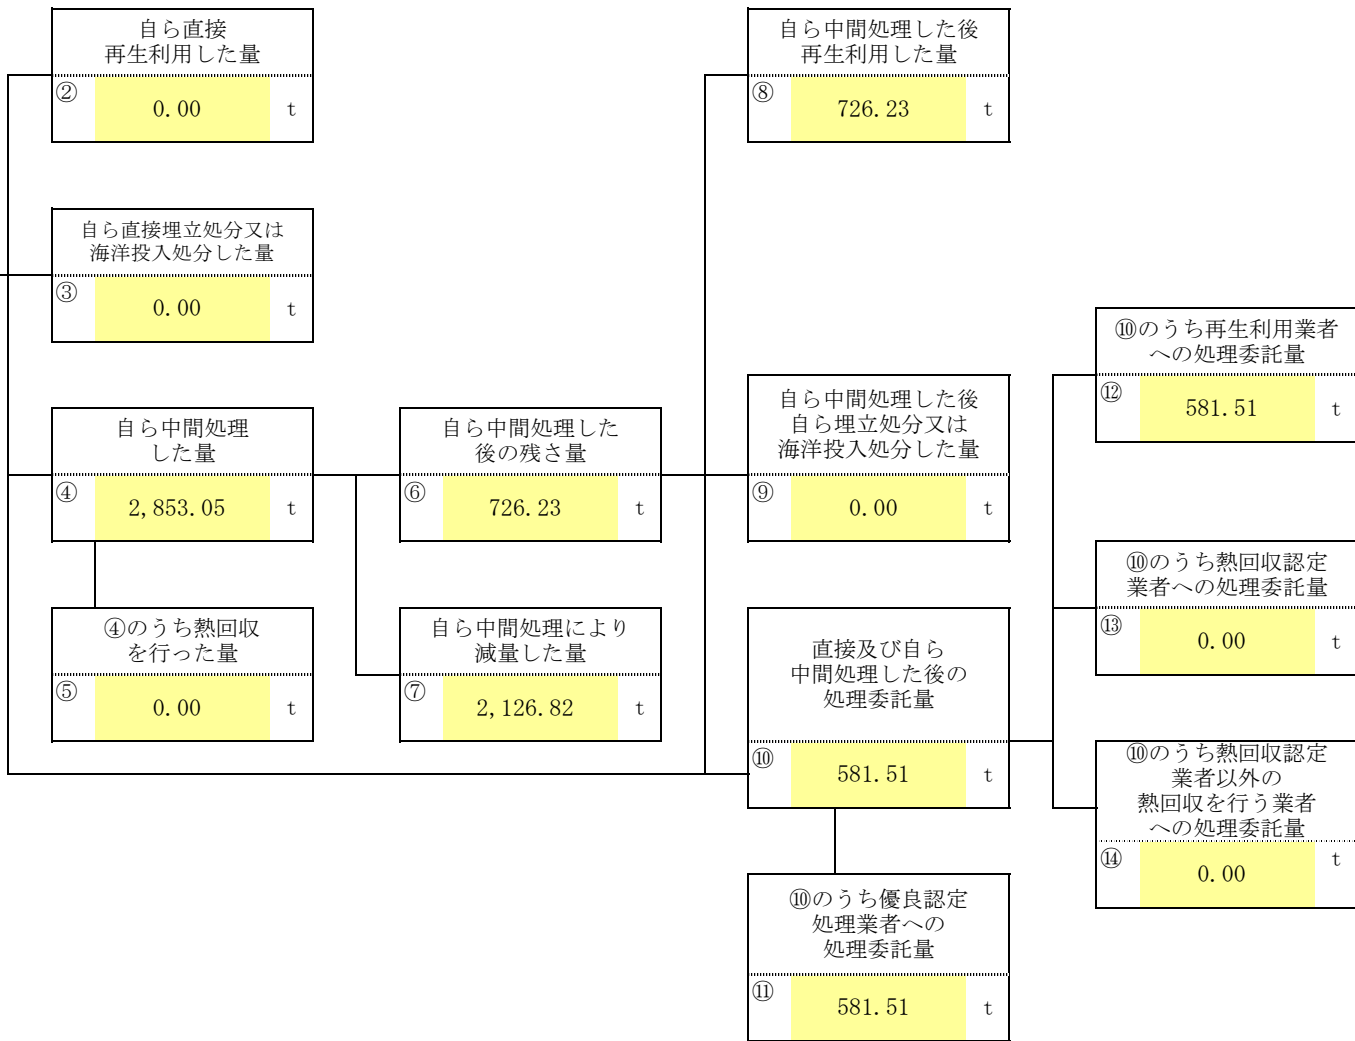 自ら直接
再生利用した量
② 0.00 t
自ら中間処理した後
再生利用した量
⑧ 726.23 t
自ら直接埋立処分又は
海洋投入処分した量
③ 0.00 t
⑩のうち再生利用業者
への処理委託量
⑫ 581.51 t
自ら中間処理
した量
④ 2,853.05 t
自ら中間処理した
後の残さ量
⑥ 726.23 t
自ら中間処理した後
自ら埋立処分又は
海洋投入処分した量
⑨ 0.00 t
⑩のうち熱回収認定
業者への処理委託量
⑬ 0.00 t
④のうち熱回収
を行った量
⑤ 0.00 t
自ら中間処理により
減量した量
⑦ 2,126.82 t
直接及び自ら
中間処理した後の
処理委託量
⑩ 581.51 t
⑩のうち熱回収認定
業者以外の
熱回収を行う業者
への処理委託量
⑭ 0.00 t
⑩のうち優良認定
処理業者への
処理委託量
⑪ 581.51 t